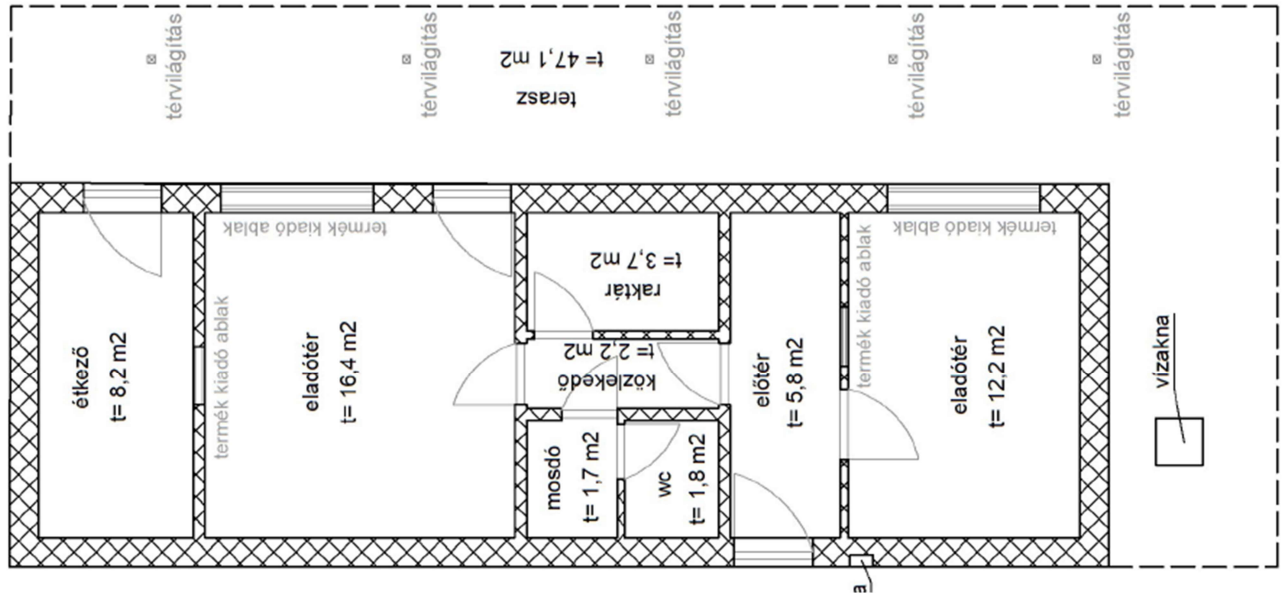 térvilágítás
térvilágítás
térvilágítás
térvilágítás
térvilágítás
terasz
t= 47,1 m2
étkező
t= 8,2 m2
termék kiadó ablak
termék kiadó ablak
eladótér
t= 16,4 m2
raktár
t= 3,7 m2
közlekedő
t= 2,2 m2
mosdó
t= 1,7 m2
wc
t= 1,8 m2
előtér
t= 5,8 m2
termék kiadó ablak
termék kiadó ablak
eladótér
t= 12,2 m2
vízakna
a